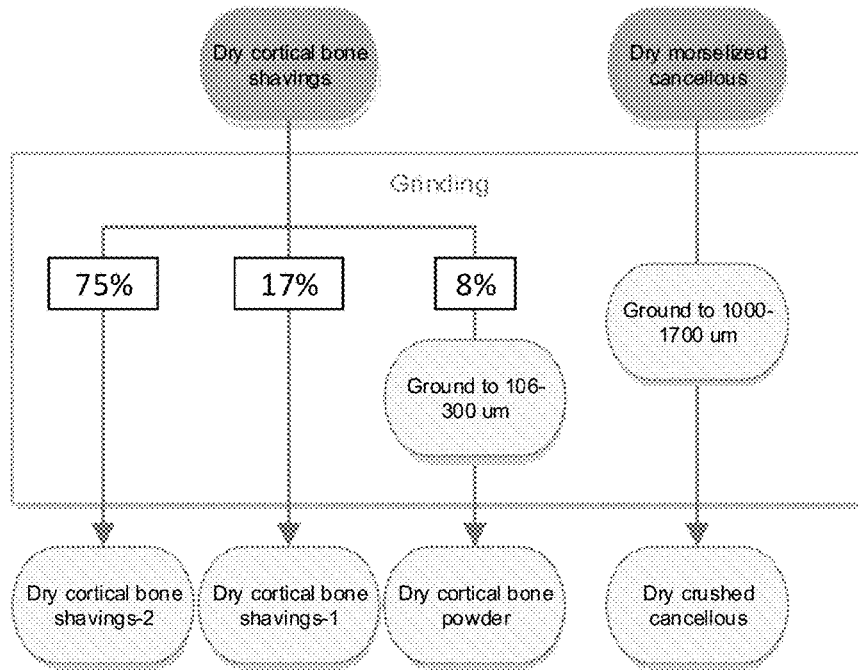 Dry cortical bone
shavings
Dry morselized
cancellous
Grinding
75%
17%
8%
Ground to 1000-
1700 um
Ground to 106-
300 um
Dry cortical bone
shavings-2
Dry cortical bone
shavings-1
Dry cortical bone
powder
Dry crushed
cancellous